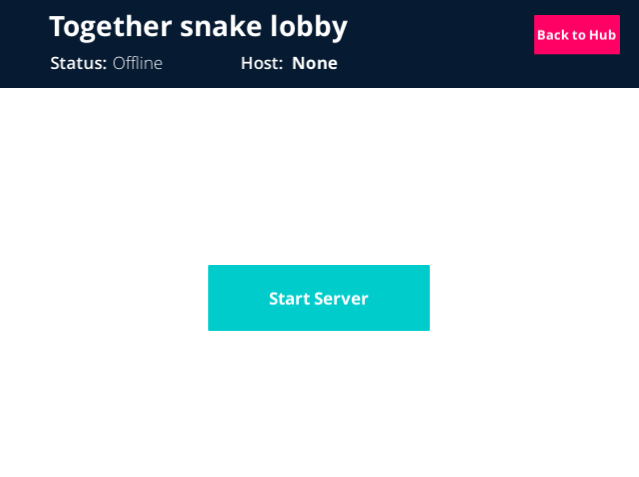 Together snake lobby
Back to Hub
Status: Offline Host: None
Start Server